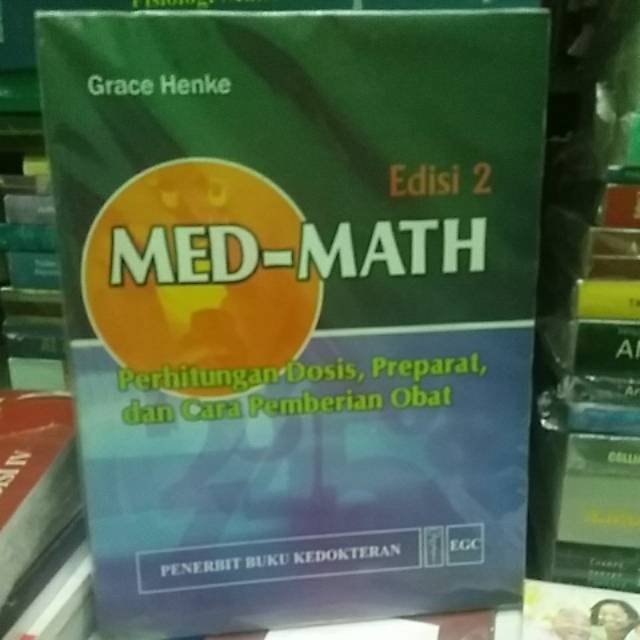 Grace Henke
Edisi 2
MED-MATH
Perhitungan Dosis, Preparat,
dan Cara Pemberian Obat
PENERBIT BUKU KEDOKTERAN
EGC